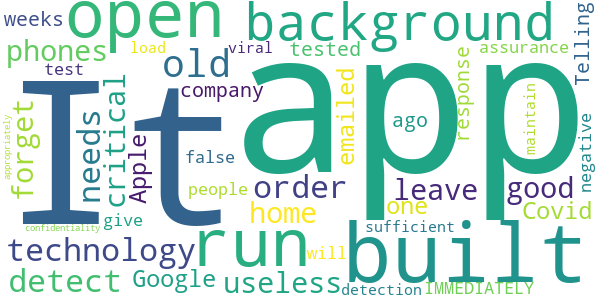 weeks
open
background
Telling
phones
load
viral
tested
assurance
test
old
It
app
company
response
forget
needs
critical
Apple
emailed
ago
maintain
appropriately
false
negative
people
order
leave
good
give
home
one
Covid
confidentiality
technology
run
will
sufficient
built
detect
Google
useless
detection
IMMEDIATELY